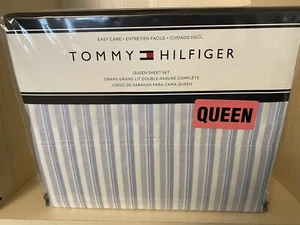 EASY CARE • ENTRETIEN FACILE • CUIDADO FÁCIL
TOMMY HILFIGER
QUEEN SHEET SET
DRAPS GRAND LIT DOUBLE-PARURE COMPLÈTE
JUEGO DE SÁBANAS PARA CAMA QUEEN
QUEEN